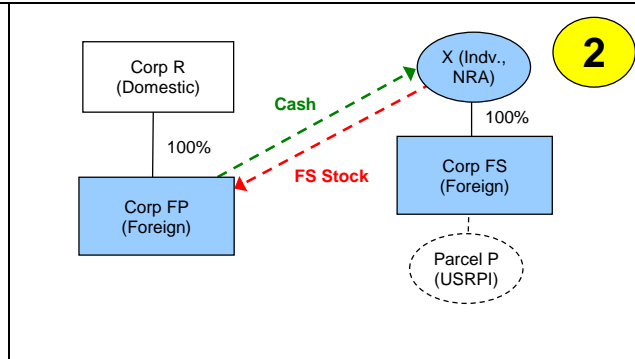 2
X (Indv.,
NRA)
Corp R
(Domestic)
Cash
100%
100%
FS Stock
Corp FS
(Foreign)
Corp FP
(Foreign)
Parcel P
(USRPI)